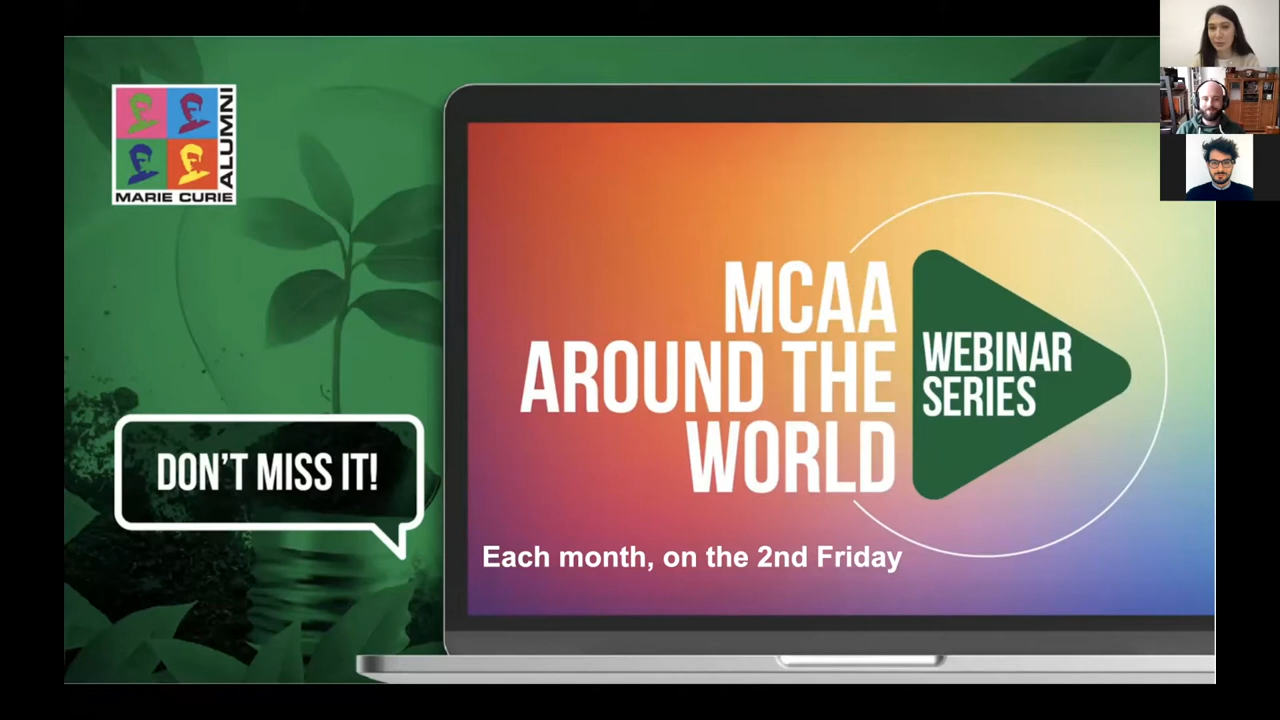 MARIE CURIE
ALUMNI
DON'T MISS IT!
MCAA
AROUND THE
WORLD
WEBINAR
SERIES
Each month, on the 2nd Friday